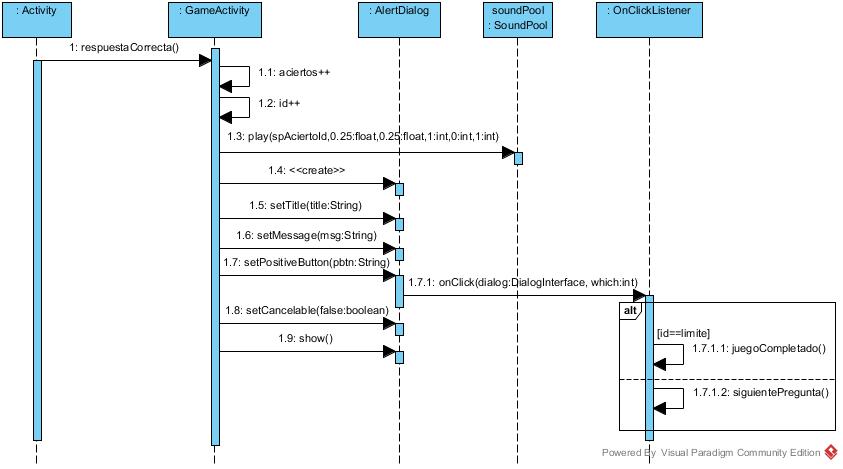 : Activity
: GameActivity
: AlertDialog
soundPool
: SoundPool
: OnClickListener
1: respuestaCorrecta()
1.1: aciertos++
1.2: id++
1.3: play(spAciertoId,0.25:float,0.25:float,1:int,0:int,1:int)
1.4: <<create>>
1.5: setTitle(title:String)
1.6: setMessage(msg:String)
1.7: setPositiveButton(pbtn:String)
1.7.1: onClick(dialog:DialogInterface, which:int)
1.8: setCancelable(false:boolean)
alt
[id==limite]
1.9: show()
1.7.1.1: juegoCompletado()
1.7.1.2: siguientePregunta()
Powered By Visual Paradigm Community Edition